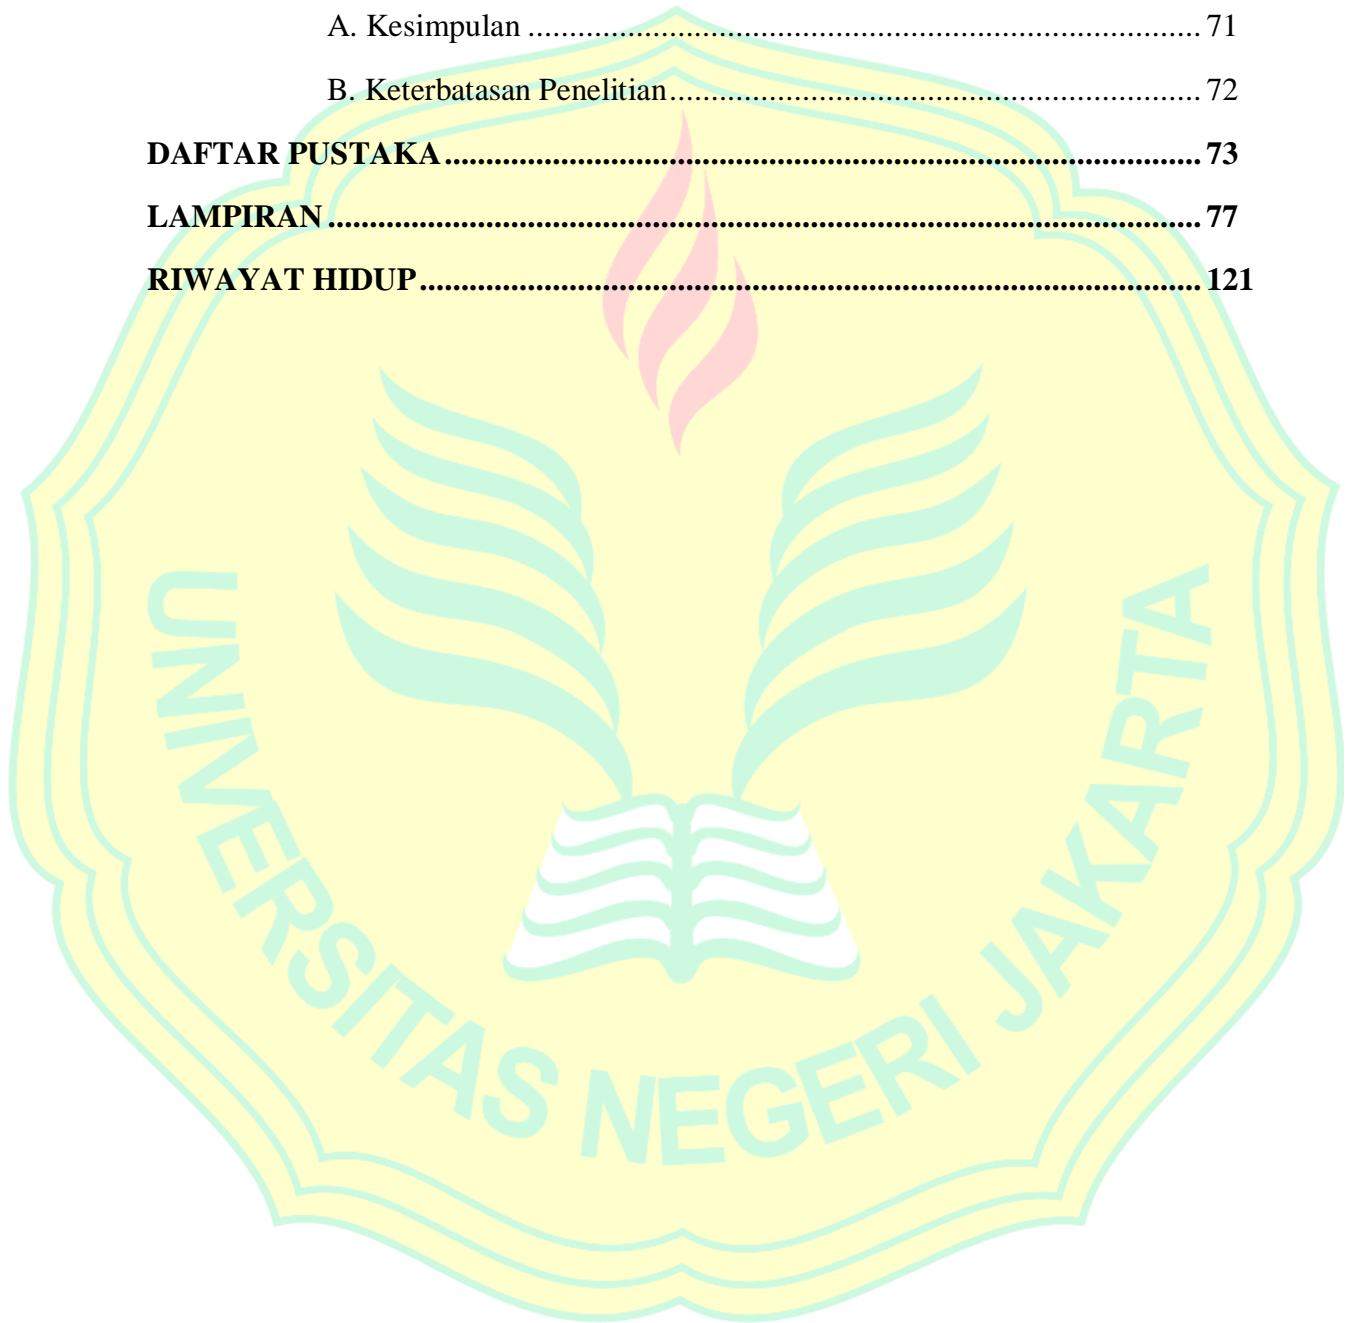 A. Kesimpulan ................................................................................. 71
B. Keterbatasan Penelitian................................................................ 72
DAFTAR PUSTAKA............................................................................................ 73
LAMPIRAN.......................................................................................................... 77
RIWAYAT HIDUP............................................................................................... 121
UNIVERSITAS NEGERI JAKARTA